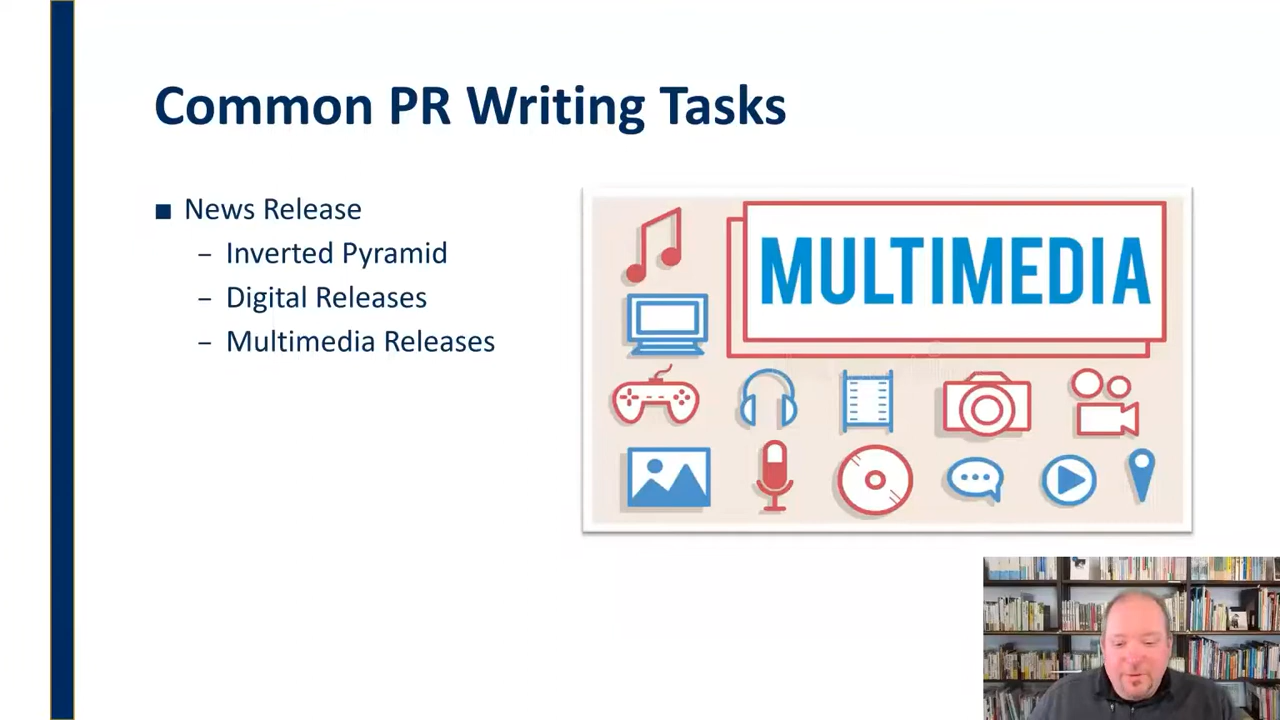 Common PR Writing Tasks
■ News Release
– Inverted Pyramid
– Digital Releases
– Multimedia Releases
MULTIMEDIA